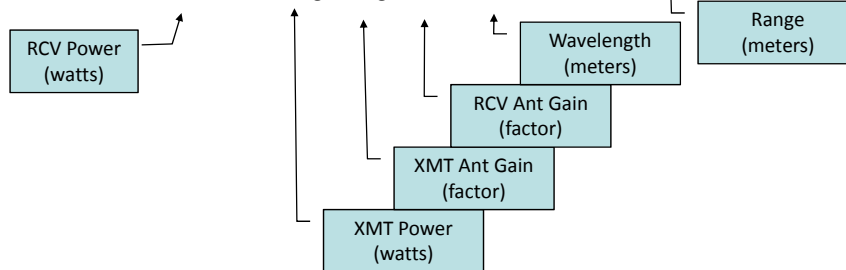 RCV Power
(watts)
Wavelength
(meters)
Range
(meters)
RCV Ant Gain
(factor)
XMT Ant Gain
(factor)
XMT Power
(watts)